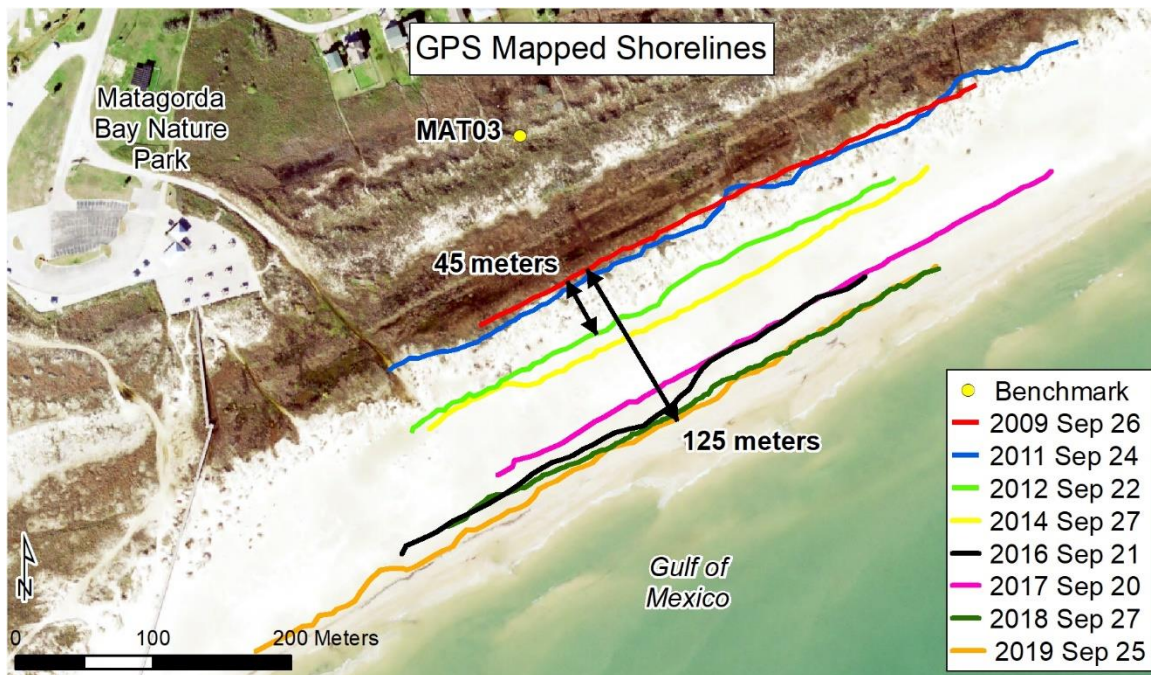 GPS Mapped Shorelines
Matagorda
Bay Nature
Park
MAT03
45 meters
125 meters
Gulf of
Mexico
N
0 100 200 Meters
Benchmark
2009 Sep 26
2011 Sep 24
2012 Sep 22
2014 Sep 27
2016 Sep 21
2017 Sep 20
2018 Sep 27
2019 Sep 25